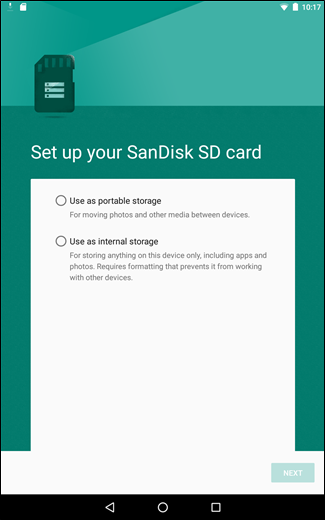 10:17
Set up your SanDisk SD card
Use as portable storage
For moving photos and other media between devices.
Use as internal storage
For storing anything on this device only, including apps and
photos. Requires formatting that prevents it from working
with other devices.
NEXT